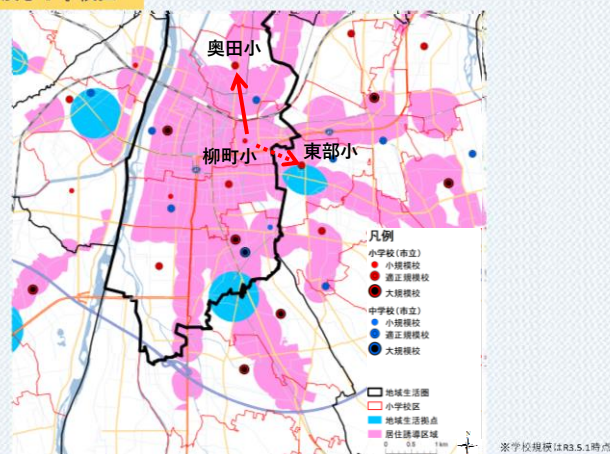 奥田小
柳町小
東部小
凡例
小学校(市立)
小規模校
適正規模校
大規模校
中学校(市立)
小規模校
適正規模校
大規模校
地域生活圏
小学校区
地域生活拠点
居住誘導区域
0 0.5 1km
※学校規模はR3.5.1時点